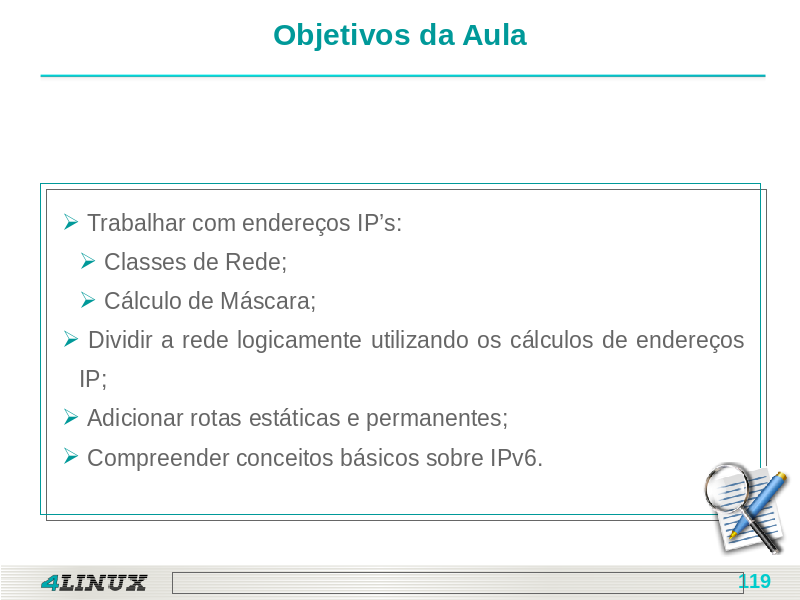 Objetivos da Aula
Trabalhar com endereços IP’s:
Classes de Rede;
Cálculo de Máscara;
Dividir a rede logicamente utilizando os cálculos de endereços
IP;
Adicionar rotas estáticas e permanentes;
Compreender conceitos básicos sobre IPv6.
4LINUX
119